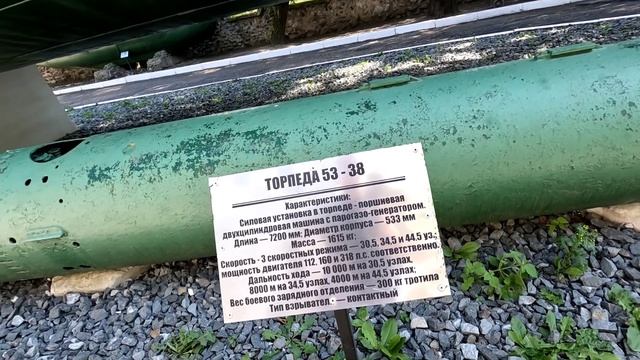 ТОРПЕДА 53 - 38
Характеристики:
Силовая установка в торпеде - поршневая
двухцилиндровая машина с парогазо-генератором.
Длина — 7200 мм; Диаметр корпуса — 533 мм
Масса — 1615 кг;
Скорость - 3 скоростных режима — 30.5, 34,5 и 44.5 уз.;
мощность двигателя 112, 160 и 318 л.с. соответственно.
Дальность хода — 10 000 м на 30.5 узлах,
8000 м на 34,5 узлах, 4000 м на 44,5 узлах;
Вес боевого зарядного отделения — 300 кг тротила
Тип взрывател. — контактный